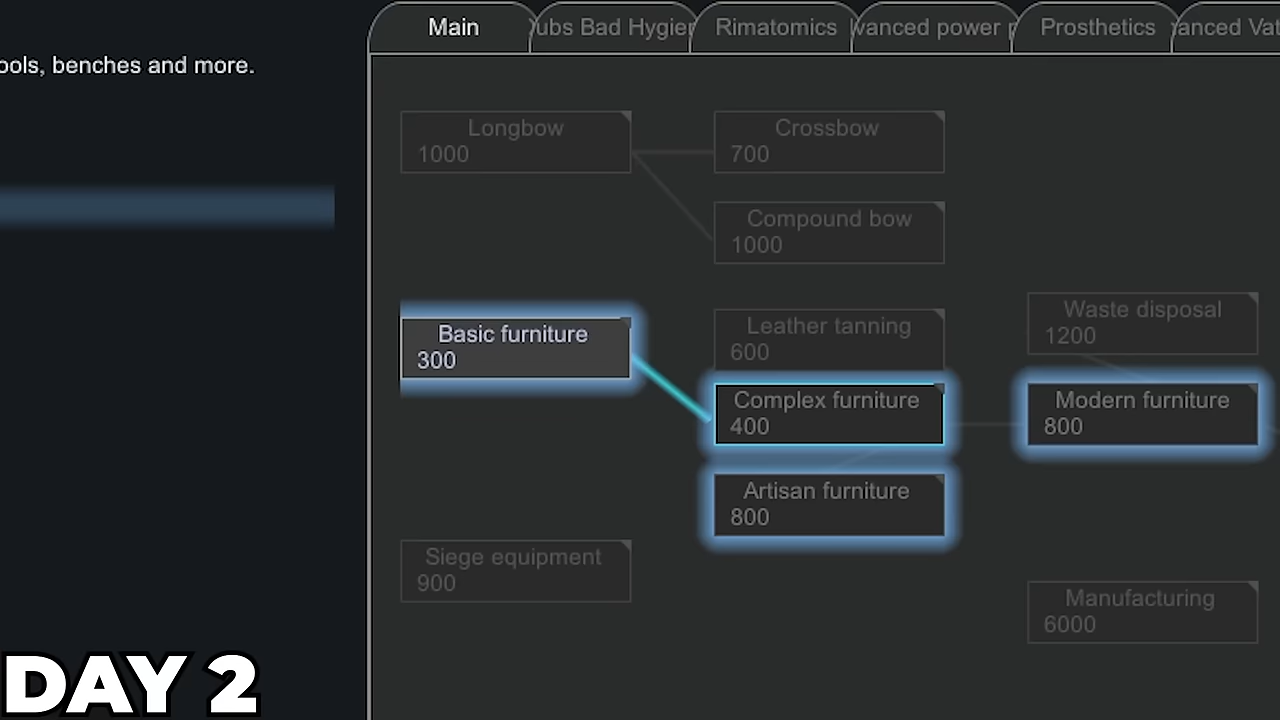 Main
ubs Bad Hygien
Rimatomics
vanced power p
Prosthetics
anced Vat
ools, benches and more.
Longbow
1000
Crossbow
700
Compound bow
1000
Basic furniture
300
Leather tanning
600
Waste disposal
1200
Complex furniture
400
Modern furniture
800
Artisan furniture
800
Siege equipment
900
Manufacturing
6000
DAY 2